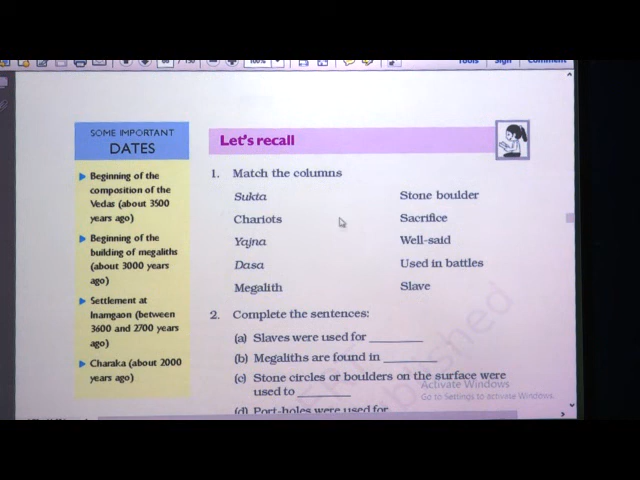 Tools Sign Comment
SOME IMPORTANT
DATES
Beginning of the
composition of the
Vedas (about 3500
years ago)
Beginning of the
building of megaliths
(about 3000 years
ago)
Settlement at
Inamgaon (between
3600 and 2700 years
ago)
Charaka (about 2000
years ago)
Let's recall
1. Match the columns
Sukta Stone boulder
Chariots Sacrifice
Yajna Well-said
Dasa Used in battles
Megalith Slave
2. Complete the sentences:
(a) Slaves were used for ________
(b) Megaliths are found in ________
(c) Stone circles or boulders on the surface were
used to ________
(d) Port-holes were used for
Activate Windows
Go to Settings to activate Windows.